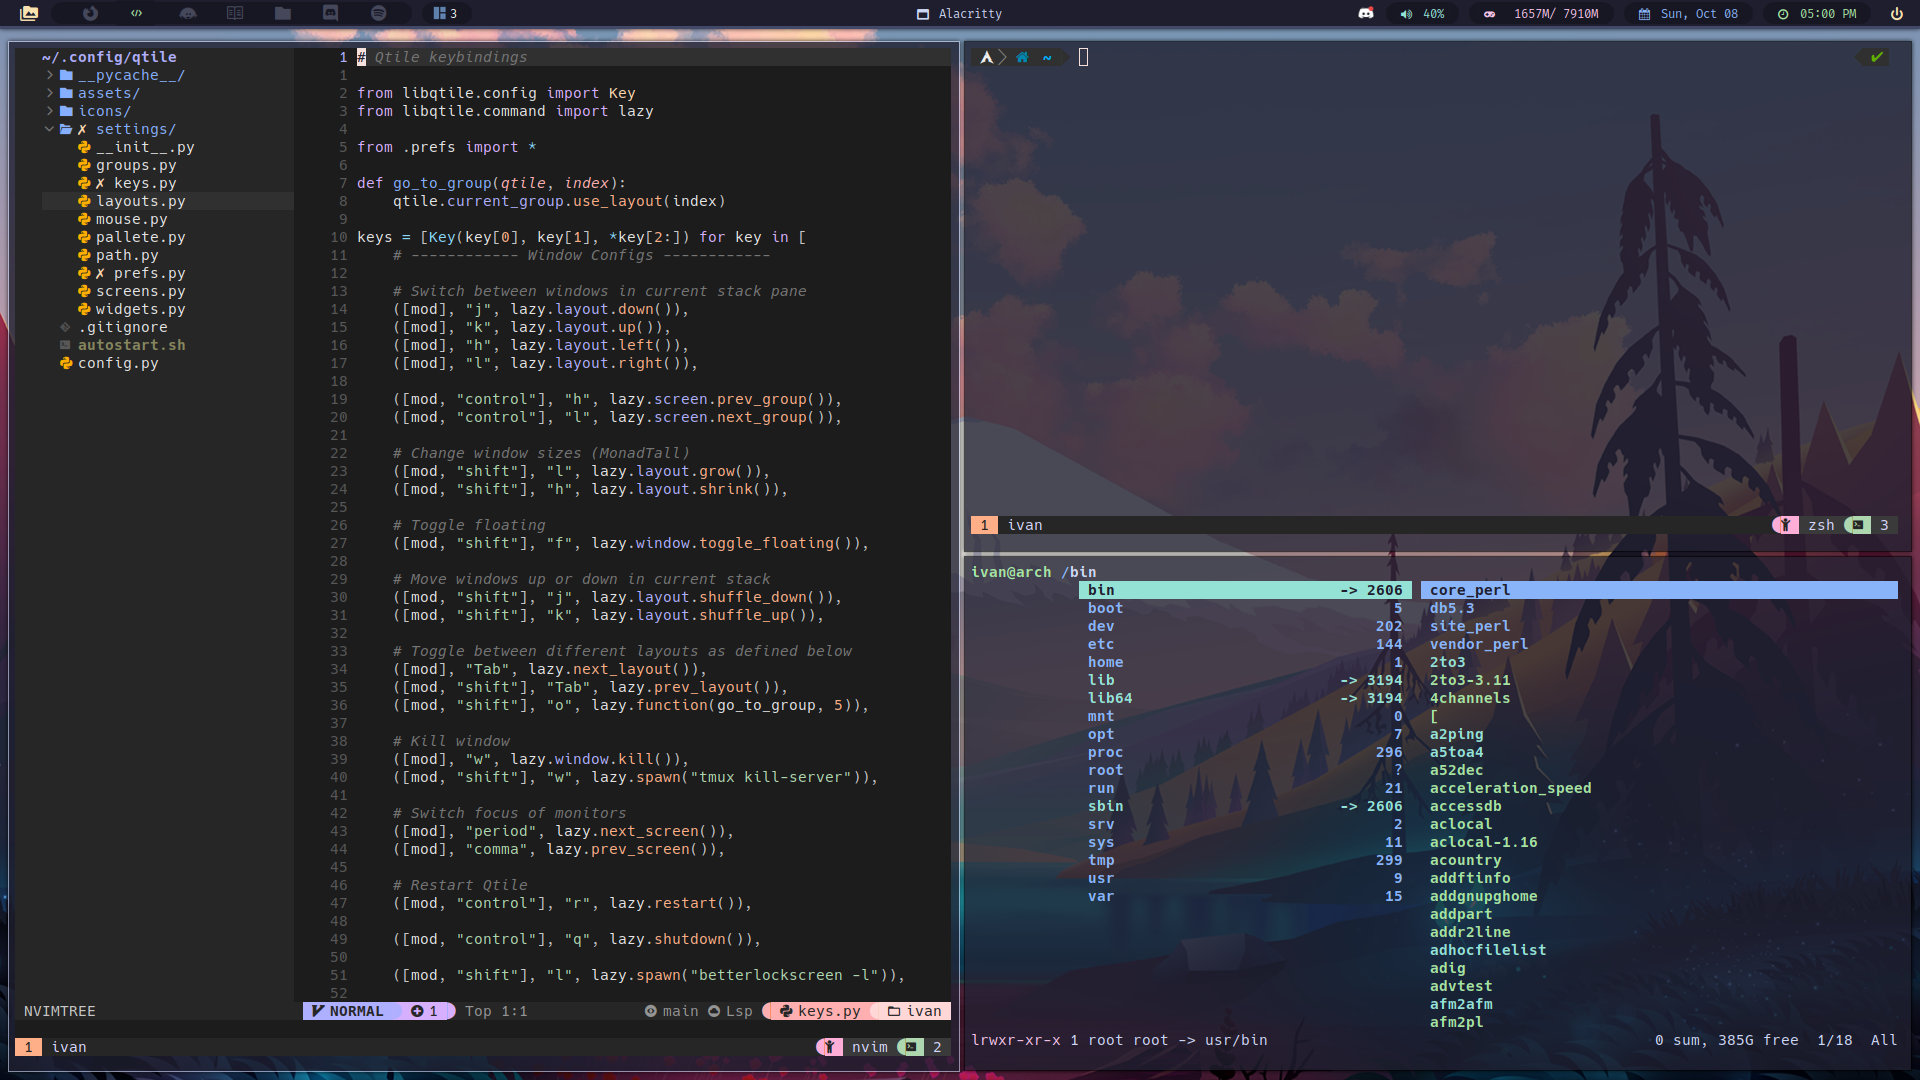 3
Alacritty
40%
1657M/ 7910M
Sun, Oct 08
05:00 PM
~/.config/qtile
__pycache__/
assets/
icons/
✗ settings/
__init__.py
groups.py
✗ keys.py
layouts.py
mouse.py
pallete.py
path.py
✗ prefs.py
screens.py
widgets.py
.gitignore
autostart.sh
config.py
NVIMTREE
1 # Qtile keybindings
1
2 from libqtile.config import Key
3 from libqtile.command import lazy
4
5 from .prefs import *
6
7 def go_to_group(qtile, index):
8     qtile.current_group.use_layout(index)
9
10 keys = [Key(key[0], key[1], *key[2:]) for key in [
11     # ------------ Window Configs ------------
12
13     # Switch between windows in current stack pane
14     ([mod], "j", lazy.layout.down()),
15     ([mod], "k", lazy.layout.up()),
16     ([mod], "h", lazy.layout.left()),
17     ([mod], "l", lazy.layout.right()),
18
19     ([mod, "control"], "h", lazy.screen.prev_group()),
20     ([mod, "control"], "l", lazy.screen.next_group()),
21
22     # Change window sizes (MonadTall)
23     ([mod, "shift"], "l", lazy.layout.grow()),
24     ([mod, "shift"], "h", lazy.layout.shrink()),
25
26     # Toggle floating
27     ([mod, "shift"], "f", lazy.window.toggle_floating()),
28
29     # Move windows up or down in current stack
30     ([mod, "shift"], "j", lazy.layout.shuffle_down()),
31     ([mod, "shift"], "k", lazy.layout.shuffle_up()),
32
33     # Toggle between different layouts as defined below
34     ([mod], "Tab", lazy.next_layout()),
35     ([mod, "shift"], "Tab", lazy.prev_layout()),
36     ([mod, "shift"], "o", lazy.function(go_to_group, 5)),
37
38     # Kill window
39     ([mod], "w", lazy.window.kill()),
40     ([mod, "shift"], "w", lazy.spawn("tmux kill-server")),
41
42     # Switch focus of monitors
43     ([mod], "period", lazy.next_screen()),
44     ([mod], "comma", lazy.prev_screen()),
45
46     # Restart Qtile
47     ([mod, "control"], "r", lazy.restart()),
48
49     ([mod, "control"], "q", lazy.shutdown()),
50
51     ([mod, "shift"], "l", lazy.spawn("betterlockscreen -l")),
52
NORMAL 1 Top 1:1 main Lsp keys.py ivan
1 ivan nvim 2
~ ✔
1 ivan zsh 3
ivan@arch /bin
bin -> 2606 core_perl
boot 5 db5.3
dev 202 site_perl
etc 144 vendor_perl
home 1 2to3
lib -> 3194 2to3-3.11
lib64 -> 3194 4channels
mnt 0 [
opt 7 a2ping
proc 296 a5toa4
root ? a52dec
run 21 acceleration_speed
sbin -> 2606 accessdb
srv 2 aclocal
sys 11 aclocal-1.16
tmp 299 acountry
usr 9 addftinfo
var 15 addgnupghome
addpart
addr2line
adhocfilelist
adig
advtest
afm2afm
afm2pl
lrwxr-xr-x 1 root root -> usr/bin 0 sum, 385G free 1/18 All